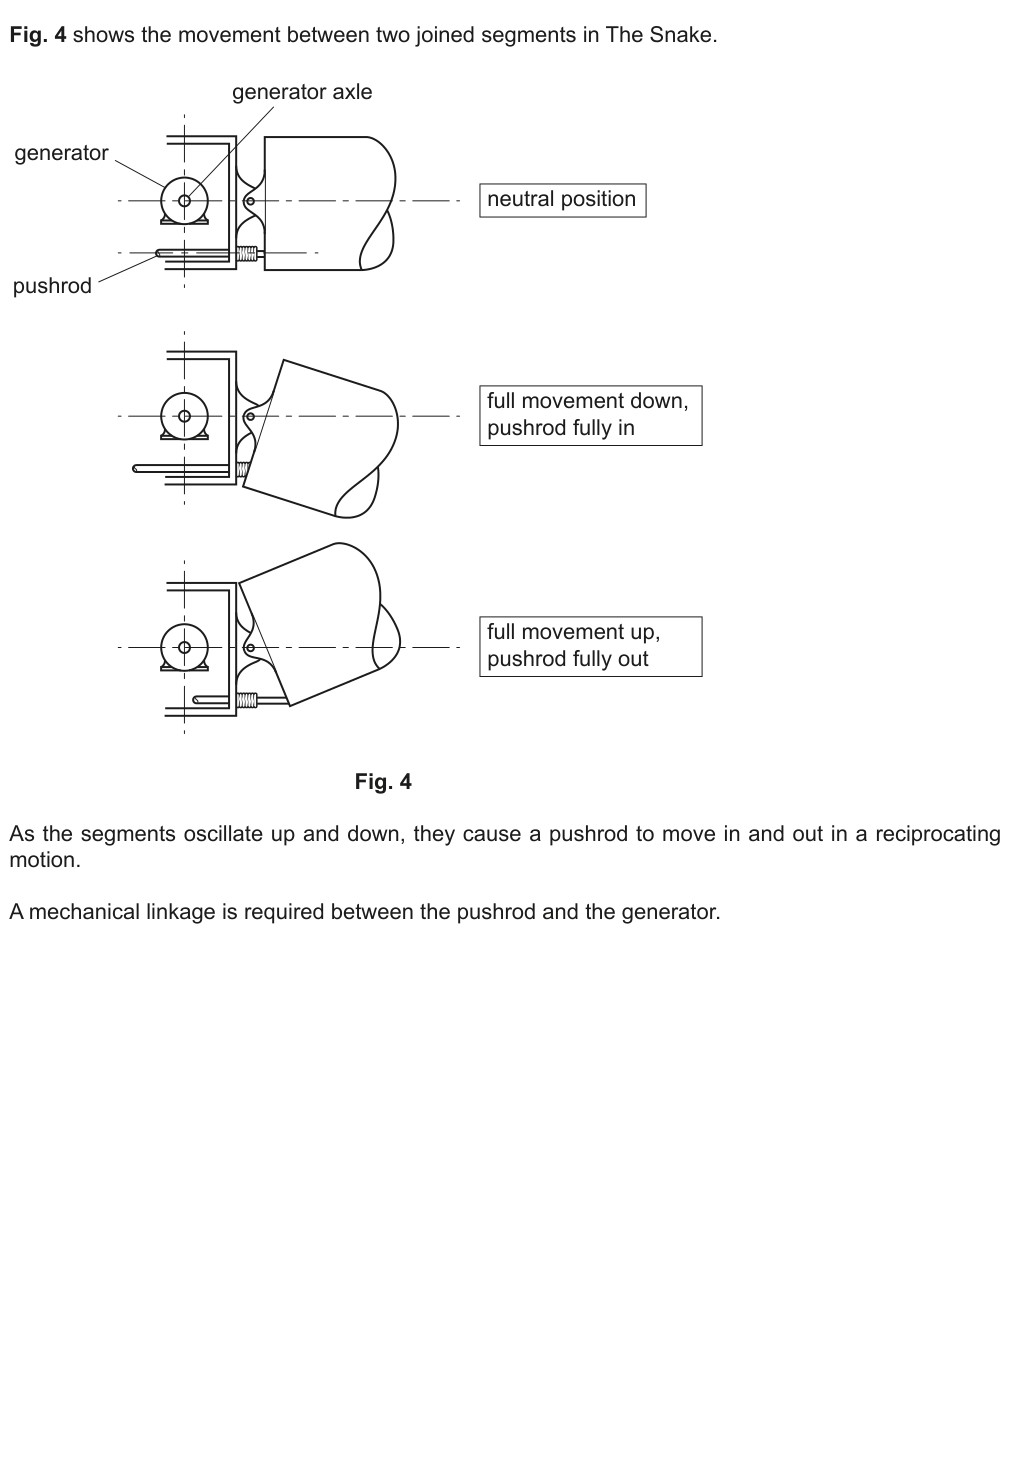 Fig. 4 shows the movement between two joined segments in The Snake.
generator axle
generator
neutral position
pushrod
full movement down,
pushrod fully in
full movement up,
pushrod fully out
Fig. 4
As the segments oscillate up and down, they cause a pushrod to move in and out in a reciprocating
motion.
A mechanical linkage is required between the pushrod and the generator.